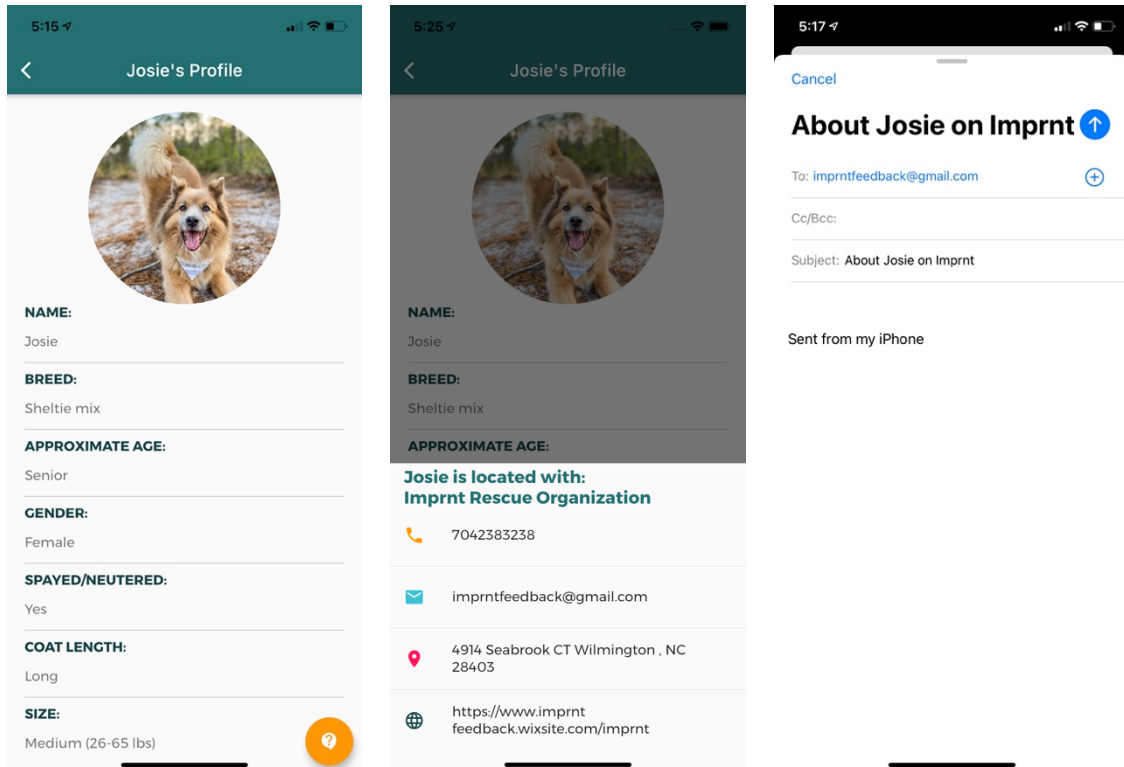 5:15
Josie's Profile
NAME:
Josie
BREED:
Sheltie mix
APPROXIMATE AGE:
Senior
GENDER:
Female
SPAYED/NEUTERED:
Yes
COAT LENGTH:
Long
SIZE:
Medium (26-65 lbs)
5:25
Josie's Profile
NAME:
Josie
BREED:
Sheltie mix
APPROXIMATE AGE:
Josie is located with:
Imprnt Rescue Organization
7042383238
imprntfeedback@gmail.com
4914 Seabrook CT Wilmington , NC
28403
https://www.imprnt
feedback.wixsite.com/imprnt
5:17
Cancel
About Josie on Imprnt
To: imprntfeedback@gmail.com
Cc/Bcc:
Subject: About Josie on Imprnt
Sent from my iPhone